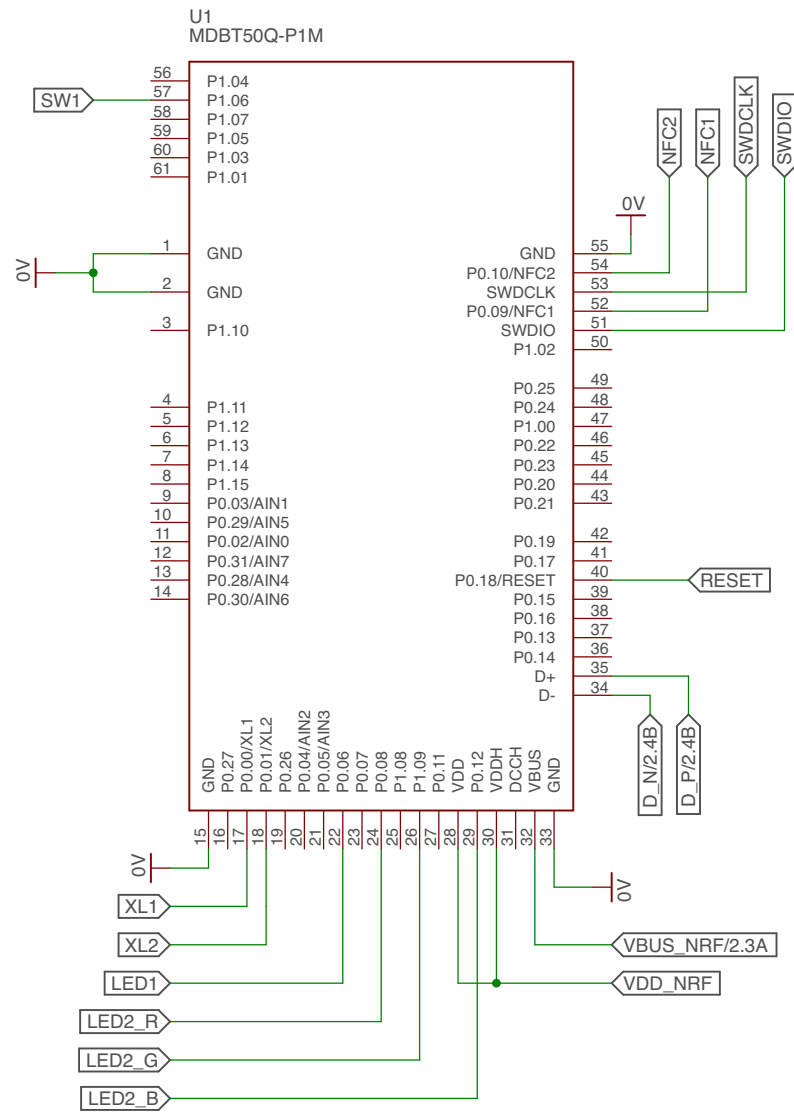 U1
MDBT50Q-P1M
56 P1.04
SW1 57 P1.06
58 P1.07
59 P1.05
60 P1.03
61 P1.01
NFC2
NFC1
SWDCLK
SWDIO
0V
0V
1 GND
2 GND
3 P1.10
GND 55
P0.10/NFC2 54
SWDCLK 53
P0.09/NFC1 52
SWDIO 51
P1.02 50
4 P1.11
5 P1.12
6 P1.13
7 P1.14
8 P1.15
9 P0.03/AIN1
10 P0.29/AIN5
11 P0.02/AIN0
12 P0.31/AIN7
13 P0.28/AIN4
14 P0.30/AIN6
P0.25 49
P0.24 48
P1.00 47
P0.22 46
P0.23 45
P0.20 44
P0.21 43
P0.19 42
P0.17 41
P0.18/RESET 40 RESET
P0.15 39
P0.16 38
P0.13 37
P0.14 36
D+ 35
D- 34
D_N/2.4B
D_P/2.4B
GND 15
P0.27 16
P0.00/XL1 17
P0.01/XL2 18
P0.26 19
P0.04/AIN2 20
P0.05/AIN3 21
P0.06 22
P0.07 23
P0.08 24
P1.08 25
P1.09 26
P0.11 27
VDD 28
P0.12 29
VDDH 30
DCCH 31
VBUS 32
GND 33
0V
0V
XL1
XL2
VBUS_NRF/2.3A
LED1
VDD_NRF
LED2_R
LED2_G
LED2_B